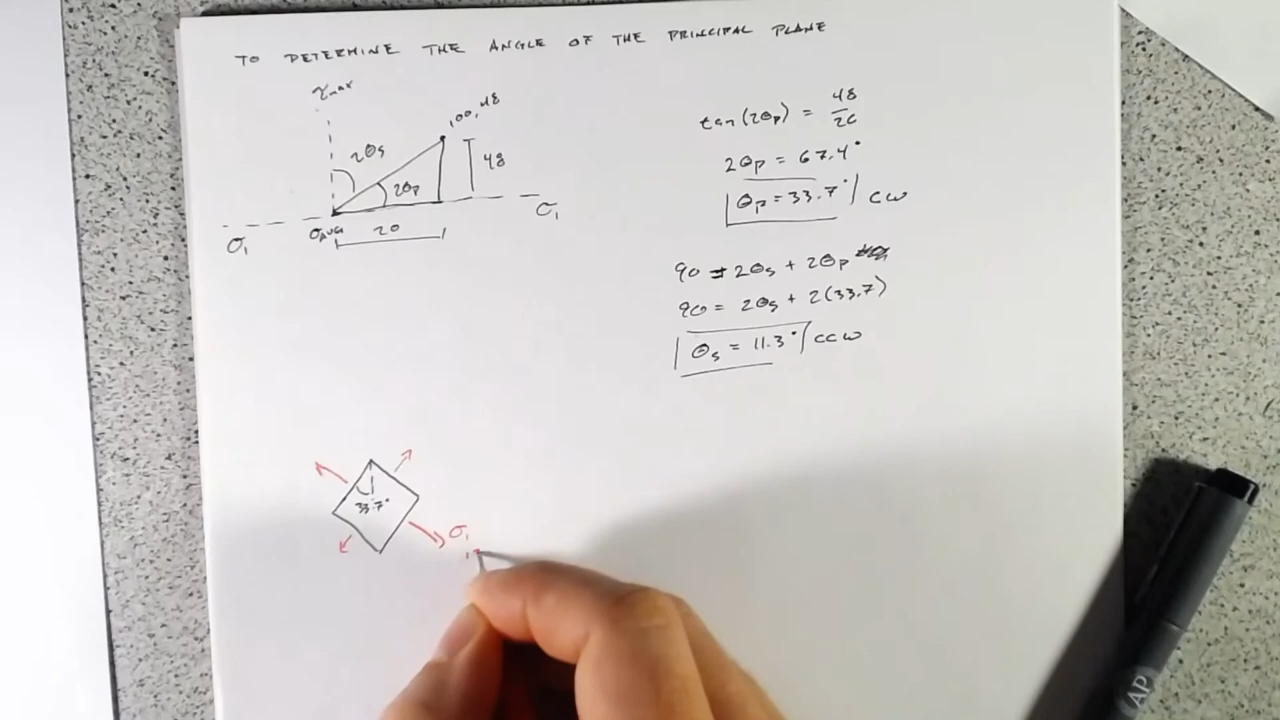 TO DETERMINE THE ANGLE OF THE PRINCIPAL PLANE
τmax
100,48
2θs
48
2θp
σ1
σ1
σAVG
20
tan(2θp) = 48/20
2θp = 67.4°
θp = 33.7° CW
90 = 2θs + 2θp
90 = 2θs + 2(33.7)
θs = 11.3° CCW
33.7°
σ1
AP